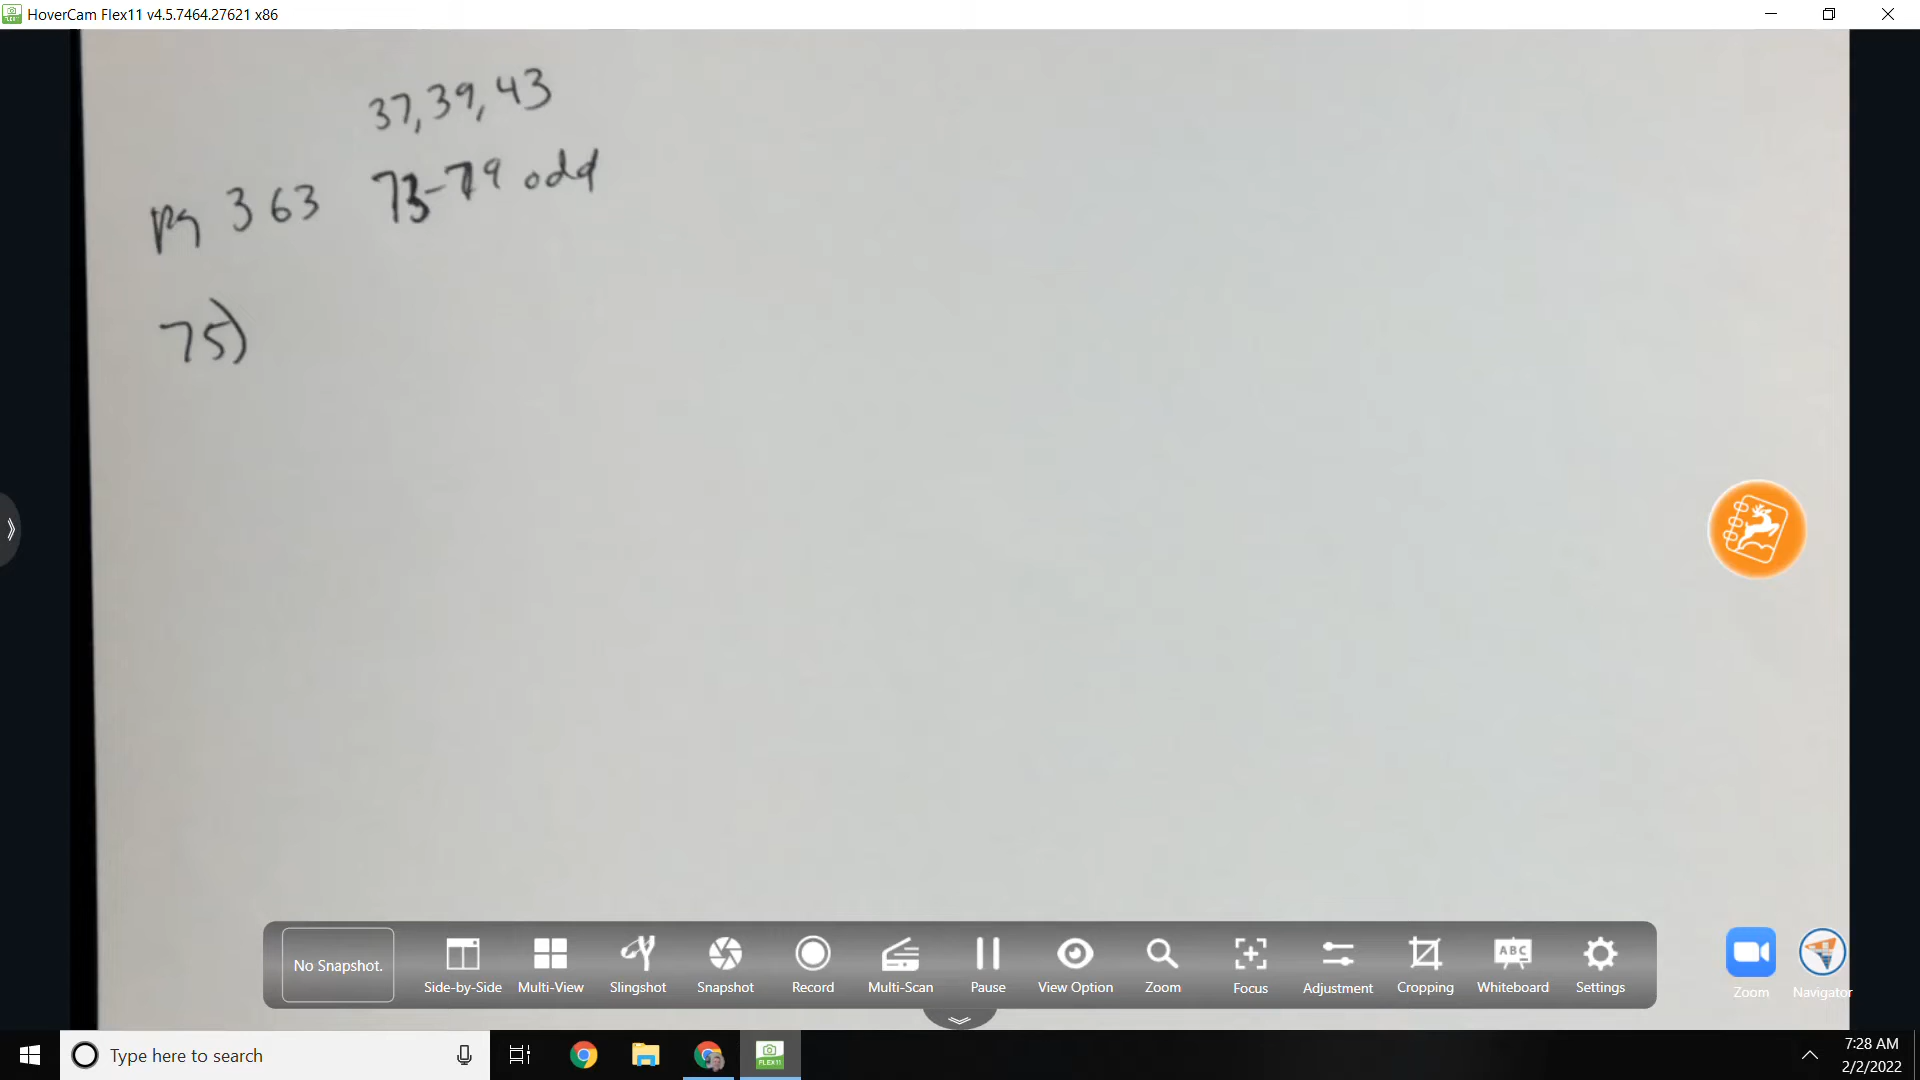 HoverCam Flex11 v4.5.7464.27621 x86
37, 39, 43
pg 363 73-79 odd
75)
No Snapshot.
Side-by-Side Multi-View Slingshot Snapshot Record Multi-Scan Pause View Option Zoom Focus Adjustment Cropping Whiteboard Settings
ABC
Zoom Navigator
Type here to search
FLEX11
7:28 AM
2/2/2022